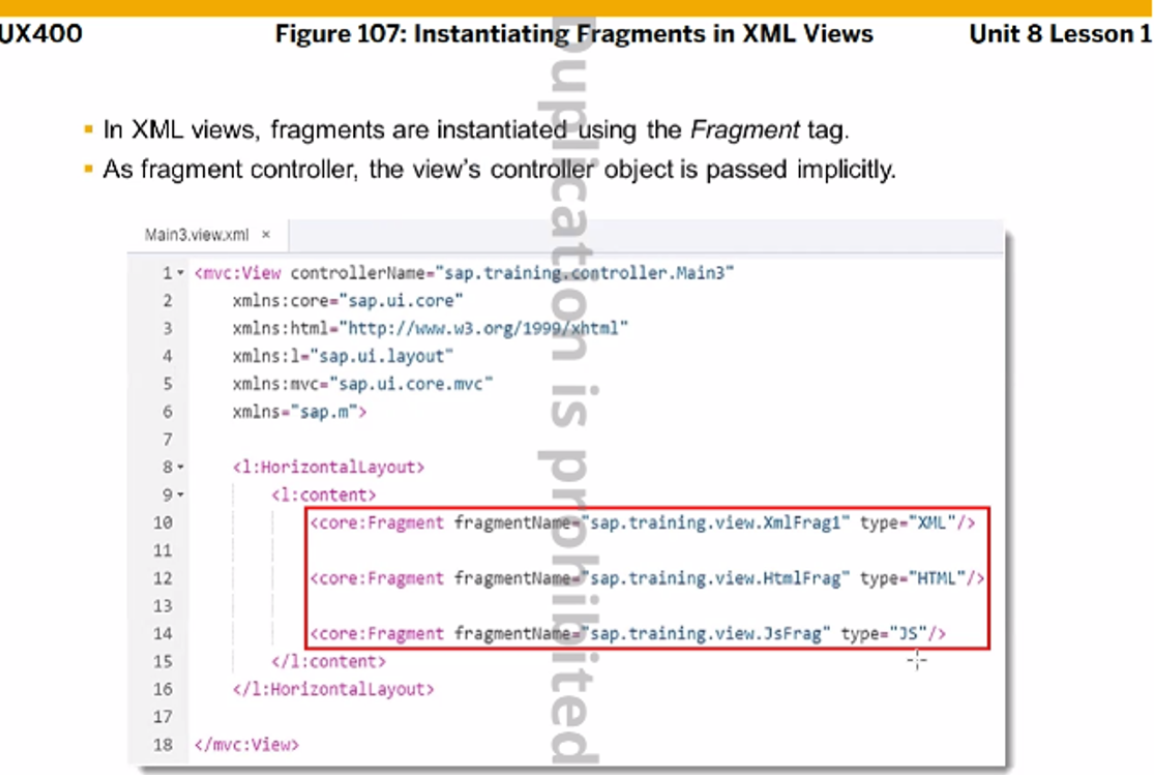 UX400 Figure 107: Instantiating Fragments in XML Views Unit 8 Lesson 1
▪ In XML views, fragments are instantiated using the Fragment tag.
▪ As fragment controller, the view's controller object is passed implicitly.
Main3.view.xml ×
1 <mvc:View controllerName="sap.training.controller.Main3"
2 xmlns:core="sap.ui.core"
3 xmlns:html="http://www.w3.org/1999/xhtml"
4 xmlns:l="sap.ui.layout"
5 xmlns:mvc="sap.ui.core.mvc"
6 xmlns="sap.m">
7
8 <l:HorizontalLayout>
9 <l:content>
10 <core:Fragment fragmentName="sap.training.view.XmlFrag1" type="XML"/>
11
12 <core:Fragment fragmentName="sap.training.view.HtmlFrag" type="HTML"/>
13
14 <core:Fragment fragmentName="sap.training.view.JsFrag" type="JS"/>
15 </l:content>
16 </l:HorizontalLayout>
17
18 </mvc:View>
Duplication is prohibited